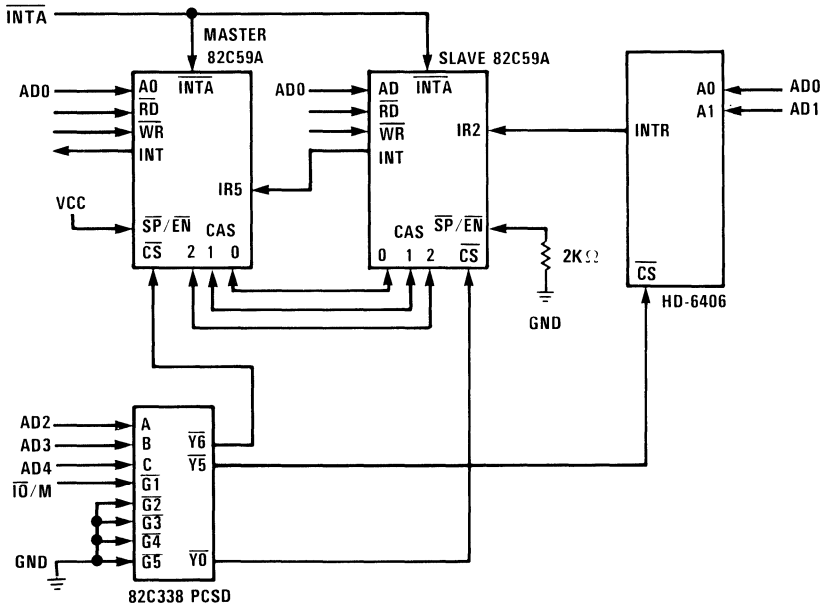 INTA
MASTER
82C59A
SLAVE 82C59A
AD0
A0
INTA
RD
WR
INT
IR5
VCC
SP/EN
CAS
CS
2 1 0
AD0
AD
INTA
RD
WR
IR2
INT
SP/EN
CAS
0 1 2
CS
2KΩ
GND
A0
AD0
A1
AD1
INTR
CS
HD-6406
AD2
A
AD3
B
Y6
AD4
C
Y5
IO/M
G1
G2
G3
G4
GND
G5
Y0
82C338 PCSD